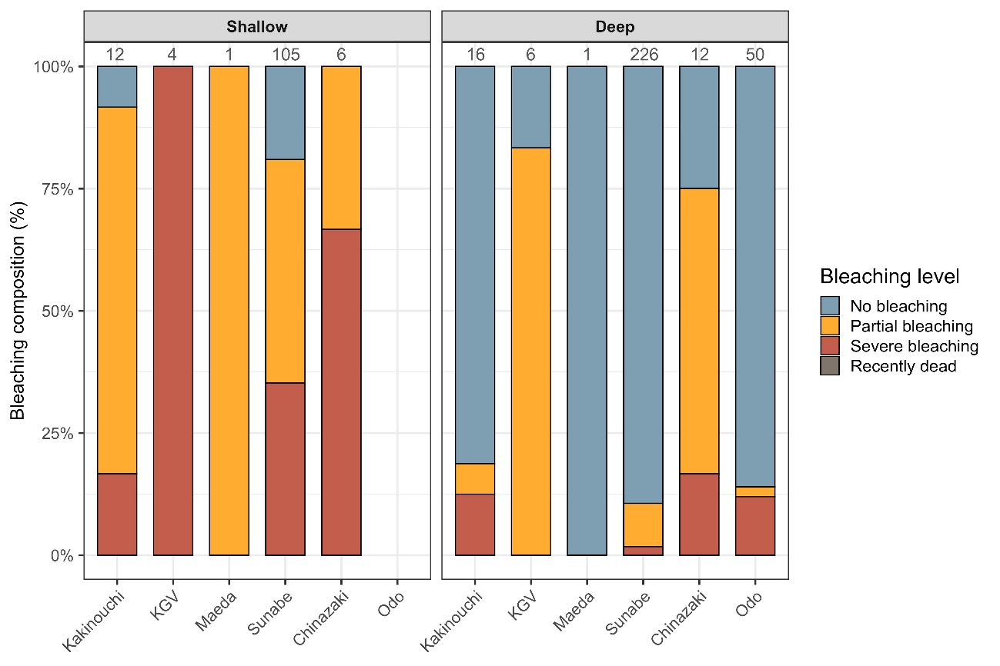 Shallow
Deep
12 4 1 105 6
16 6 1 226 12 50
100%
75%
50%
25%
0%
Bleaching composition (%)
Kakinouchi
KGV
Maeda
Sunabe
Chinazaki
Odo
Kakinouchi
KGV
Maeda
Sunabe
Chinazaki
Odo
Bleaching level
No bleaching
Partial bleaching
Severe bleaching
Recently dead